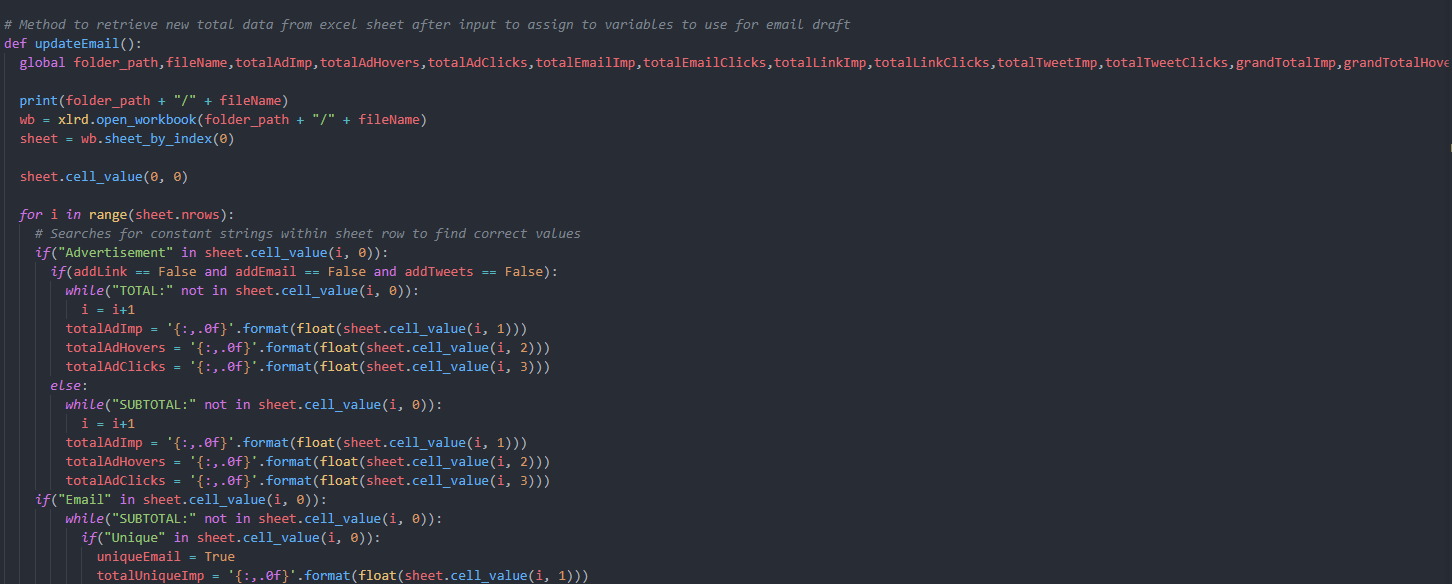 # Method to retrieve new total data from excel sheet after input to assign to variables to use for email draft
def updateEmail():
global folder_path,fileName,totalAdImp,totalAdHovers,totalAdClicks,totalEmailImp,totalEmailClicks,totalLinkImp,totalLinkClicks,totalTweetImp,totalTweetClicks,grandTotalImp,grandTotalHove
print(folder_path + "/" + fileName)
wb = xlrd.open_workbook(folder_path + "/" + fileName)
sheet = wb.sheet_by_index(0)
sheet.cell_value(0, 0)
for i in range(sheet.nrows):
# Searches for constant strings within sheet row to find correct values
if("Advertisement" in sheet.cell_value(i, 0)):
if(addLink == False and addEmail == False and addTweets == False):
while("TOTAL:" not in sheet.cell_value(i, 0)):
i = i+1
totalAdImp = '{:,.0f}'.format(float(sheet.cell_value(i, 1)))
totalAdHovers = '{:,.0f}'.format(float(sheet.cell_value(i, 2)))
totalAdClicks = '{:,.0f}'.format(float(sheet.cell_value(i, 3)))
else:
while("SUBTOTAL:" not in sheet.cell_value(i, 0)):
i = i+1
totalAdImp = '{:,.0f}'.format(float(sheet.cell_value(i, 1)))
totalAdHovers = '{:,.0f}'.format(float(sheet.cell_value(i, 2)))
totalAdClicks = '{:,.0f}'.format(float(sheet.cell_value(i, 3)))
if("Email" in sheet.cell_value(i, 0)):
while("SUBTOTAL:" not in sheet.cell_value(i, 0)):
if("Unique" in sheet.cell_value(i, 0)):
uniqueEmail = True
totalUniqueImp = '{:,.0f}'.format(float(sheet.cell_value(i, 1)))